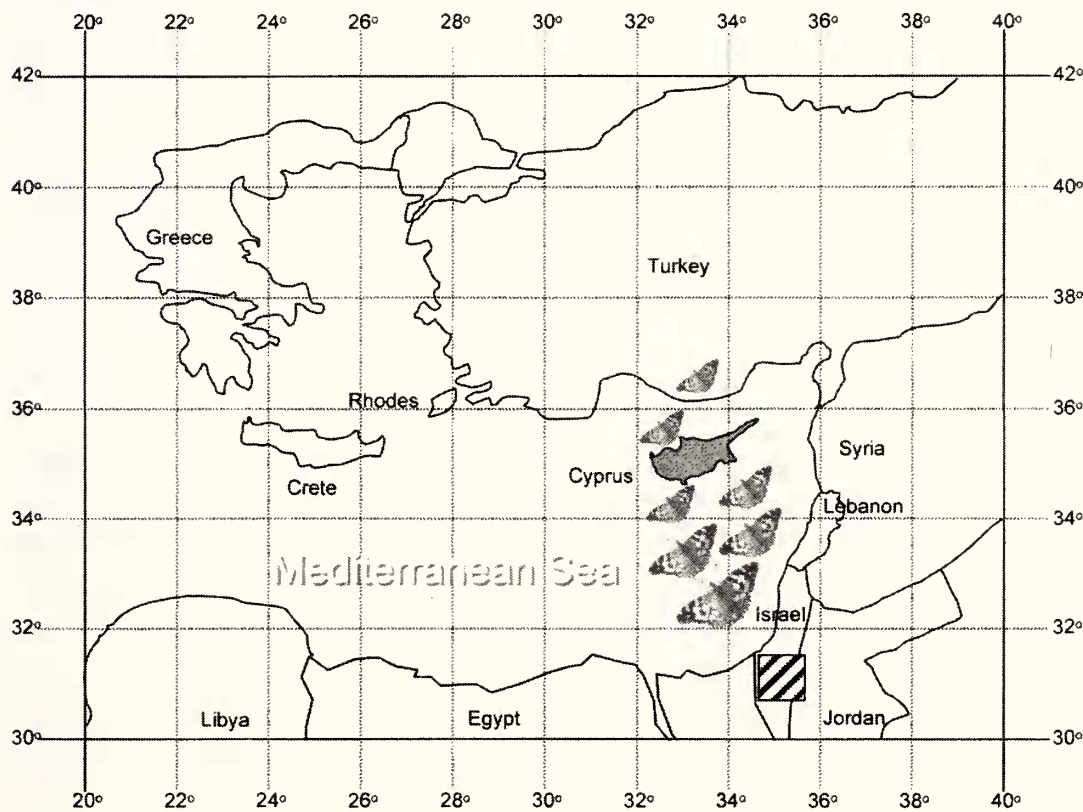 20° 22° 24° 26° 28° 30° 32° 34° 36° 38° 40°
42° 42°
40° 40°
Greece
Turkey
38° 38°
Rhodes
36° 36°
Cyprus Syria
Crete
Lebanon
34° 34°
Mediterranean Sea
Israel
32° 32°
Libya Egypt Jordan
30° 30°
20° 22° 24° 26° 28° 30° 32° 34° 36° 38° 40°